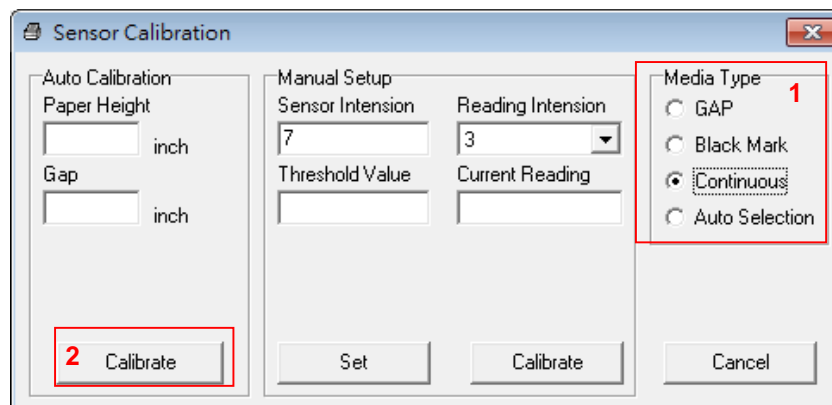 Sensor Calibration
Auto Calibration
Paper Height
inch
Gap
inch
2
Calibrate
Manual Setup
Sensor Intension
Reading Intension
7
3
Threshold Value
Current Reading
Set
Calibrate
Media Type
1
GAP
Black Mark
Continuous
Auto Selection
Cancel